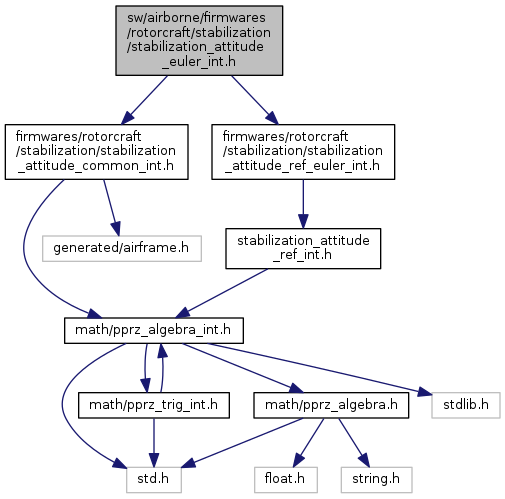 sw/airborne/firmwares
/rotorcraft/stabilization
/stabilization_attitude
_euler_int.h
firmwares/rotorcraft
/stabilization/stabilization
_attitude_common_int.h
firmwares/rotorcraft
/stabilization/stabilization
_attitude_ref_euler_int.h
generated/airframe.h
stabilization_attitude
_ref_int.h
math/pprz_algebra_int.h
math/pprz_trig_int.h
math/pprz_algebra.h
stdlib.h
std.h
float.h
string.h